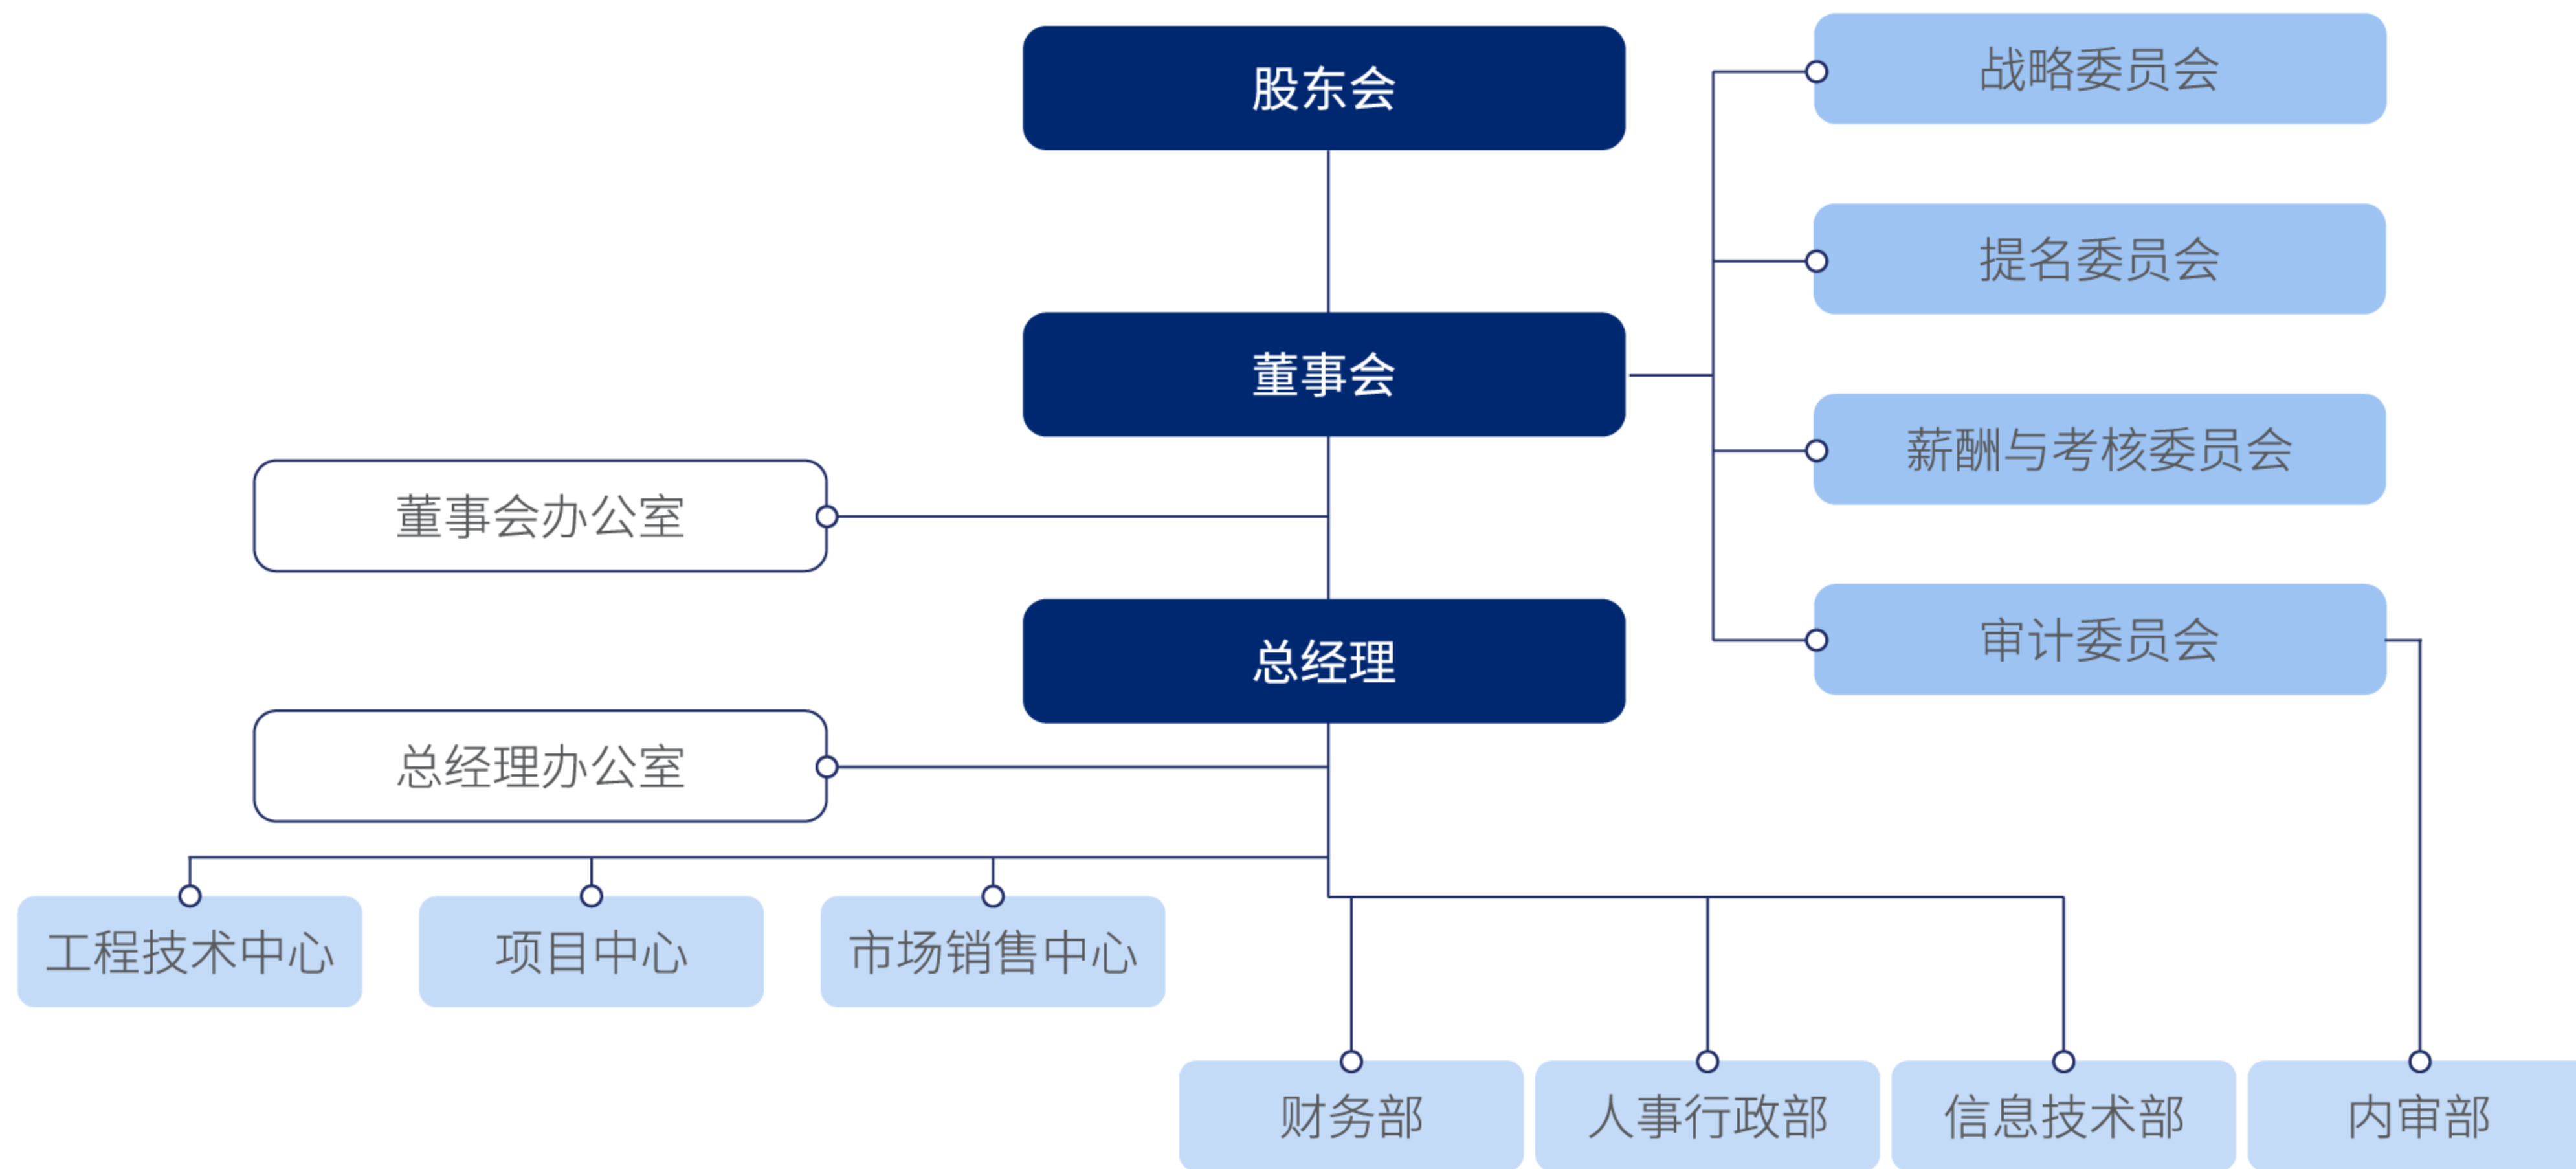 股东会
战略委员会
提名委员会
董事会
薪酬与考核委员会
董事会办公室
审计委员会
总经理
总经理办公室
工程技术中心
项目中心
市场销售中心
财务部
人事行政部
信息技术部
内审部